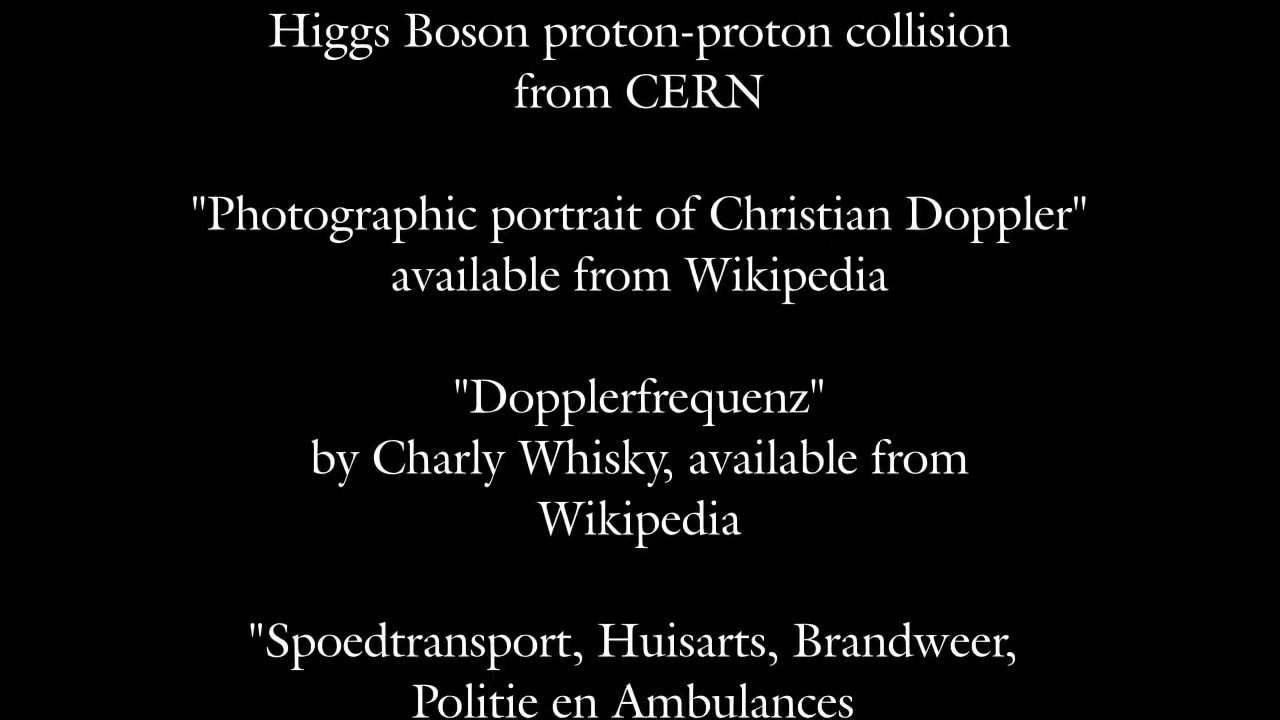 Higgs Boson proton-proton collision
from CERN
"Photographic portrait of Christian Doppler"
available from Wikipedia
"Dopplerfrequenz"
by Charly Whisky, available from
Wikipedia
"Spoedtransport, Huisarts, Brandweer,
Politie en Ambulances